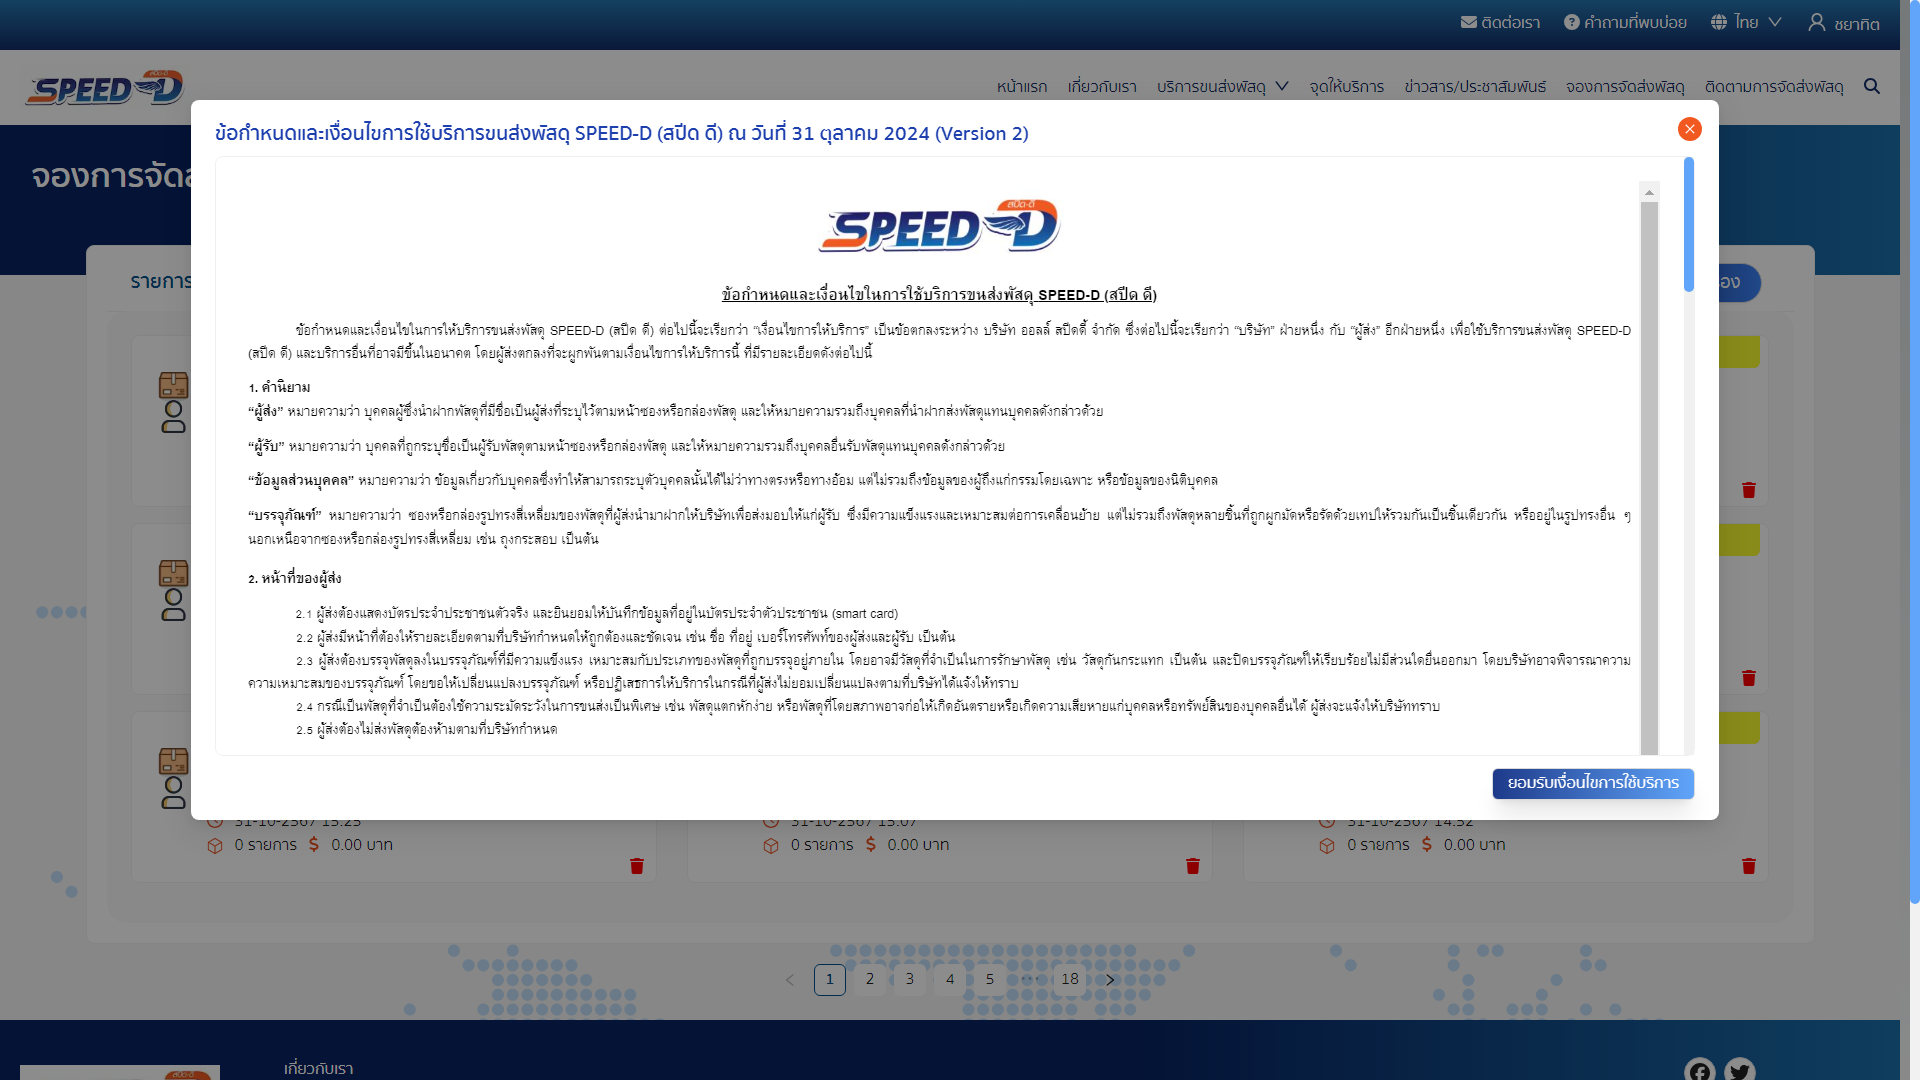 ติดต่อเรา คำถามที่พบบ่อย ไทย ชยาทิต
SPEED-D สปีด-ดี
หน้าแรก เกี่ยวกับเรา บริการขนส่งพัสดุ จุดให้บริการ ข่าวสาร/ประชาสัมพันธ์ จองการจัดส่งพัสดุ ติดตามการจัดส่งพัสดุ
ข้อกำหนดและเงื่อนไขการใช้บริการขนส่งพัสดุ SPEED-D (สปีด ดี) ณ วันที่ 31 ตุลาคม 2024 (Version 2)
จองการจัดส
รายการ
อง
SPEED-D สปีด-ดี
ข้อกำหนดและเงื่อนไขในการใช้บริการขนส่งพัสดุ SPEED-D (สปีด ดี)
ข้อกำหนดและเงื่อนไขในการให้บริการขนส่งพัสดุ SPEED-D (สปีด ดี) ต่อไปนี้จะเรียกว่า “เงื่อนไขการให้บริการ” เป็นข้อตกลงระหว่าง บริษัท ออลล์ สปีดดี้ จำกัด ซึ่งต่อไปนี้จะเรียกว่า “บริษัท” ฝ่ายหนึ่ง กับ “ผู้ส่ง” อีกฝ่ายหนึ่ง เพื่อใช้บริการขนส่งพัสดุ SPEED-D
(สปีด ดี) และบริการอื่นที่อาจมีขึ้นในอนาคต โดยผู้ส่งตกลงที่จะผูกพันตามเงื่อนไขการให้บริการนี้ ที่มีรายละเอียดดังต่อไปนี้
1. คำนิยาม
“ผู้ส่ง” หมายความว่า บุคคลผู้ซึ่งนำฝากพัสดุที่มีชื่อเป็นผู้ส่งที่ระบุไว้ตามหน้าซองหรือกล่องพัสดุ และให้หมายความรวมถึงบุคคลที่นำฝากส่งพัสดุแทนบุคคลดังกล่าวด้วย
“ผู้รับ” หมายความว่า บุคคลที่ถูกระบุชื่อเป็นผู้รับพัสดุตามหน้าซองหรือกล่องพัสดุ และให้หมายความรวมถึงบุคคลอื่นรับพัสดุแทนบุคคลดังกล่าวด้วย
“ข้อมูลส่วนบุคคล” หมายความว่า ข้อมูลเกี่ยวกับบุคคลซึ่งทำให้สามารถระบุตัวบุคคลนั้นได้ไม่ว่าทางตรงหรือทางอ้อม แต่ไม่รวมถึงข้อมูลของผู้ถึงแก่กรรมโดยเฉพาะ หรือข้อมูลของนิติบุคคล
“บรรจุภัณฑ์” หมายความว่า ซองหรือกล่องรูปทรงสี่เหลี่ยมของพัสดุที่ผู้ส่งนำมาฝากให้บริษัทเพื่อส่งมอบให้แก่ผู้รับ ซึ่งมีความแข็งแรงและเหมาะสมต่อการเคลื่อนย้าย แต่ไม่รวมถึงพัสดุหลายชิ้นที่ถูกผูกมัดหรือรัดด้วยเทปให้รวมกันเป็นชิ้นเดียวกัน หรืออยู่ในรูปทรงอื่น ๆ
นอกเหนือจากซองหรือกล่องรูปทรงสี่เหลี่ยม เช่น ถุงกระสอบ เป็นต้น
2. หน้าที่ของผู้ส่ง
2.1 ผู้ส่งต้องแสดงบัตรประจำประชาชนตัวจริง และยินยอมให้บันทึกข้อมูลที่อยู่ในบัตรประจำตัวประชาชน (smart card)
2.2 ผู้ส่งมีหน้าที่ต้องให้รายละเอียดตามที่บริษัทกำหนดให้ถูกต้องและชัดเจน เช่น ชื่อ ที่อยู่ เบอร์โทรศัพท์ของผู้ส่งและผู้รับ เป็นต้น
2.3 ผู้ส่งต้องบรรจุพัสดุลงในบรรจุภัณฑ์ที่มีความแข็งแรง เหมาะสมกับประเภทของพัสดุที่ถูกบรรจุอยู่ภายใน โดยอาจมีวัสดุที่จำเป็นในการรักษาพัสดุ เช่น วัสดุกันกระแทก เป็นต้น และปิดบรรจุภัณฑ์ให้เรียบร้อยไม่มีส่วนใดยื่นออกมา โดยบริษัทอาจพิจารณาความ
ความเหมาะสมของบรรจุภัณฑ์ โดยขอให้เปลี่ยนแปลงบรรจุภัณฑ์ หรือปฏิเสธการให้บริการในกรณีที่ผู้ส่งไม่ยอมเปลี่ยนแปลงตามที่บริษัทได้แจ้งให้ทราบ
2.4 กรณีเป็นพัสดุที่จำเป็นต้องใช้ความระมัดระวังในการขนส่งเป็นพิเศษ เช่น พัสดุแตกหักง่าย หรือพัสดุที่โดยสภาพอาจก่อให้เกิดอันตรายหรือเกิดความเสียหายแก่บุคคลหรือทรัพย์สินของบุคคลอื่นได้ ผู้ส่งจะแจ้งให้บริษัททราบ
2.5 ผู้ส่งต้องไม่ส่งพัสดุต้องห้ามตามที่บริษัทกำหนด
ยอมรับเงื่อนไขการใช้บริการ
31-10-2567 15:25 31-10-2567 15:07 31-10-2567 14:52
0 รายการ $ 0.00 บาท 0 รายการ $ 0.00 บาท 0 รายการ $ 0.00 บาท
1 2 3 4 5 ••• 18
เกี่ยวกับเรา
สปีด-ดี